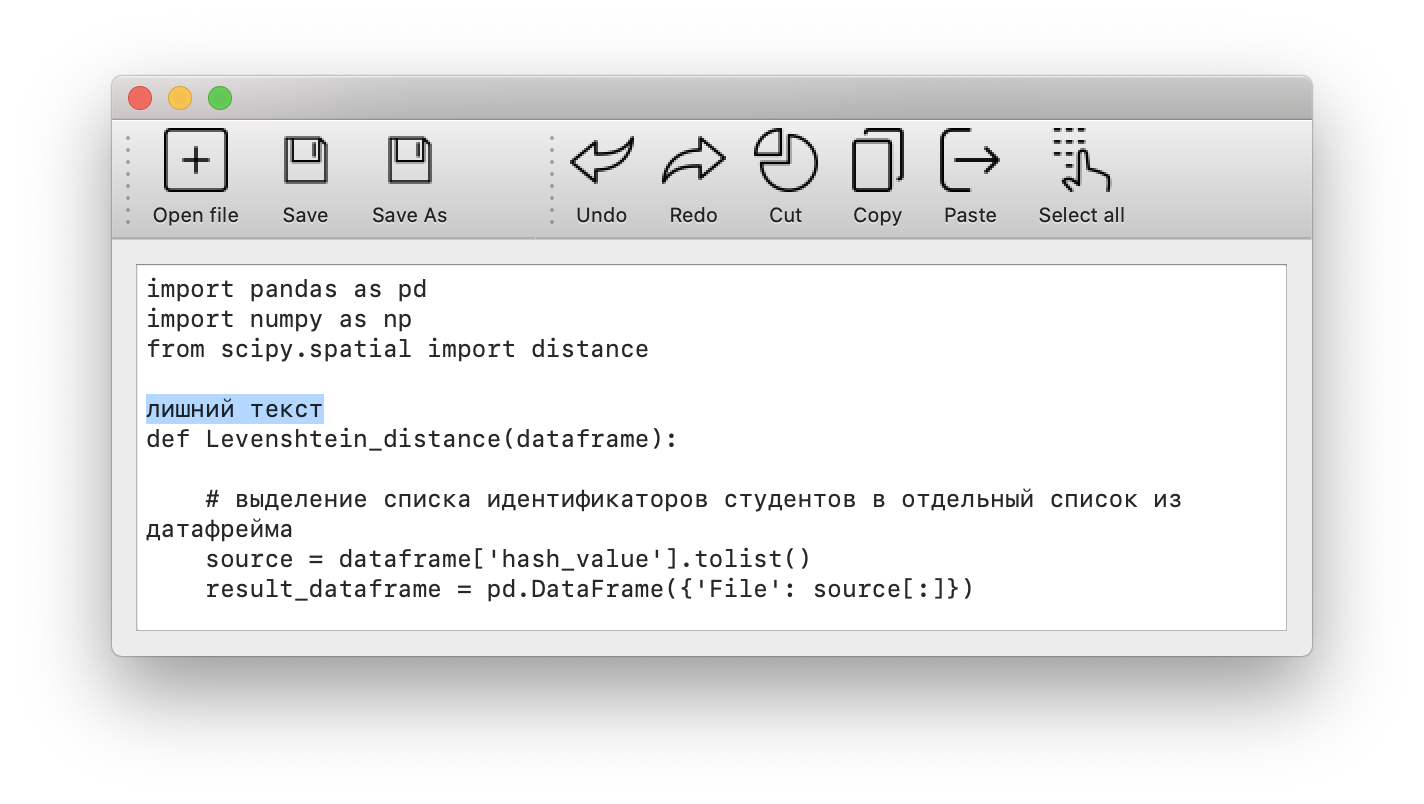 Open file Save Save As Undo Redo Cut Copy Paste Select all
import pandas as pd
import numpy as np
from scipy.spatial import distance
лишний текст
def Levenshtein_distance(dataframe):
    # выделение списка идентификаторов студентов в отдельный список из
датафрейма
    source = dataframe['hash_value'].tolist()
    result_dataframe = pd.DataFrame({'File': source[:]})